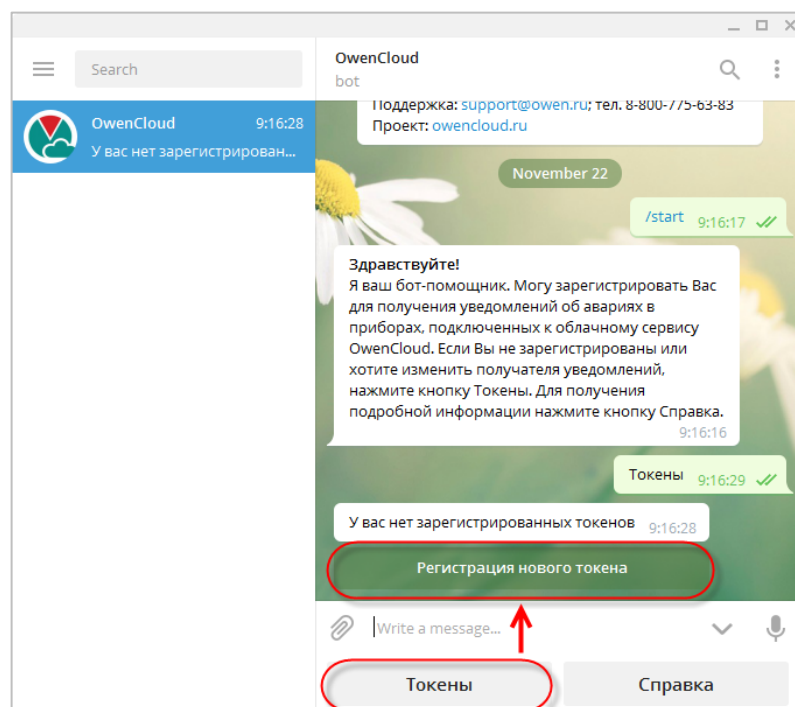 Search
OwenCloud
bot
OwenCloud 9:16:28
У вас нет зарегистрирован...
Поддержка: support@owen.ru; тел. 8-800-775-63-83
Проект: owencloud.ru
November 22
/start 9:16:17
Здравствуйте!
Я ваш бот-помощник. Могу зарегистрировать Вас
для получения уведомлений об авариях в
приборах, подключенных к облачному сервису
OwenCloud. Если Вы не зарегистрированы или
хотите изменить получателя уведомлений,
нажмите кнопку Токены. Для получения
подробной информации нажмите кнопку Справка.
9:16:16
Токены 9:16:29
У вас нет зарегистрированных токенов 9:16:28
Регистрация нового токена
Write a message...
Токены
Справка